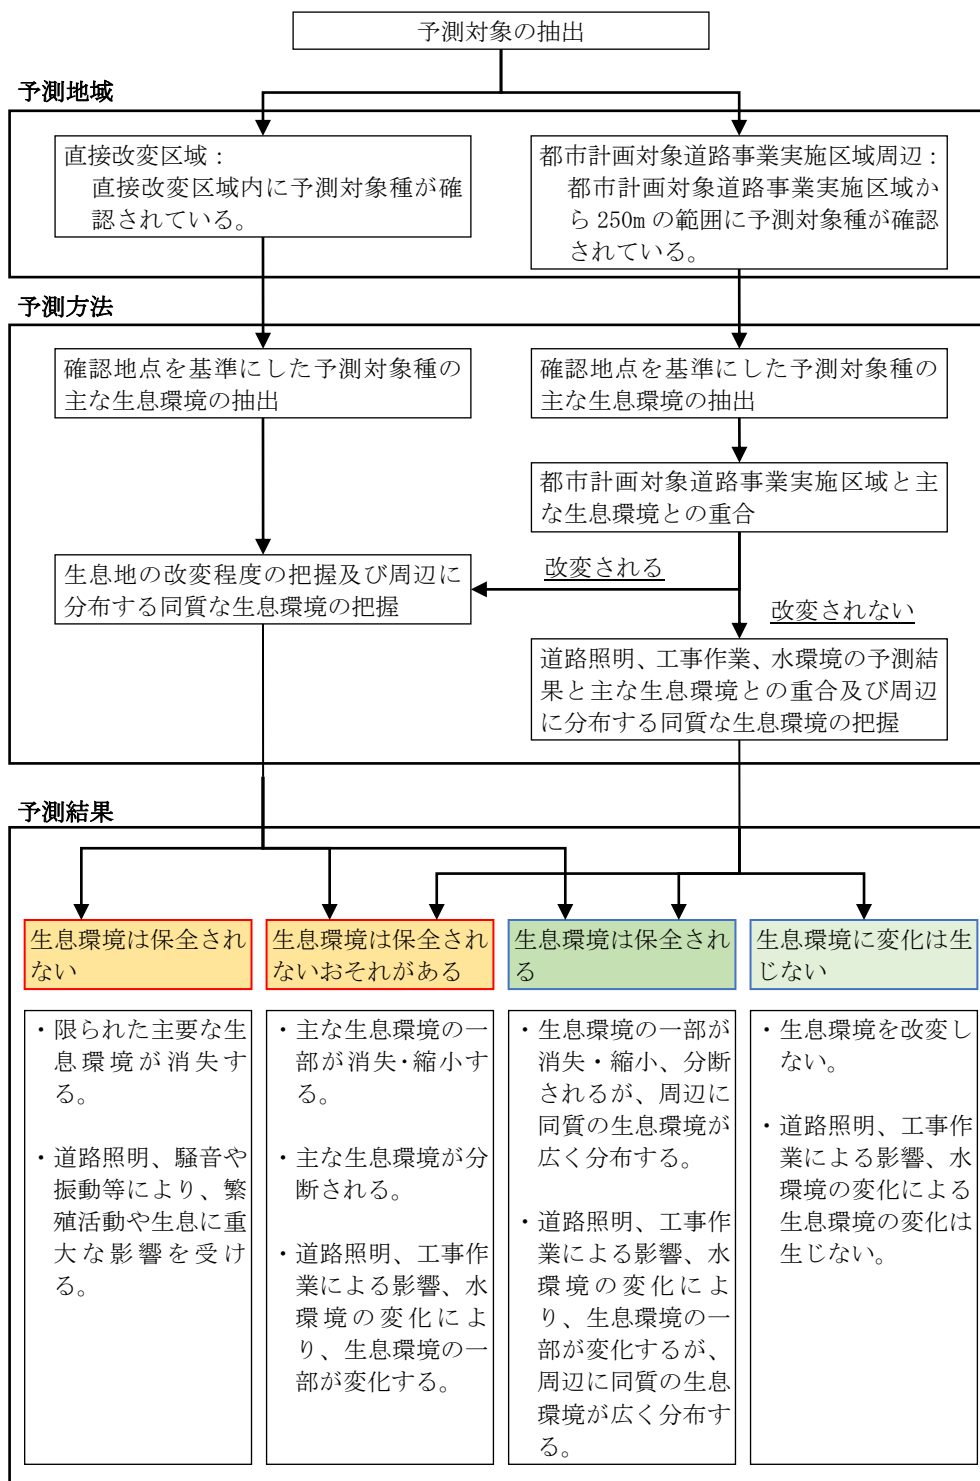 予測対象の抽出
予測地域
直接改変区域：
直接改変区域内に予測対象種が確
認されている。
都市計画対象道路事業実施区域周辺：
都市計画対象道路事業実施区域か
ら 250m の範囲に予測対象種が確認
されている。
予測方法
確認地点を基準にした予測対象種の
主な生息環境の抽出
確認地点を基準にした予測対象種の
主な生息環境の抽出
都市計画対象道路事業実施区域と主
な生息環境との重合
改変される
生息地の改変程度の把握及び周辺に
分布する同質な生息環境の把握
改変されない
道路照明、工事作業、水環境の予測結
果と主な生息環境との重合及び周辺
に分布する同質な生息環境の把握
予測結果
生息環境は保全され
ない
生息環境は保全され
ないおそれがある
生息環境は保全され
る
生息環境に変化は生
じない
・限られた主要な生
息環境が消失す
る。
・道路照明、騒音や
振動等により、繁
殖活動や生息に重
大な影響を受け
る。
・主な生息環境の一
部が消失･縮小す
る。
・主な生息環境が分
断される。
・道路照明、工事作
業による影響、水
環境の変化によ
り、生息環境の一
部が変化する。
・生息環境の一部が
消失・縮小、分断
されるが、周辺に
同質の生息環境が
広く分布する。
・道路照明、工事作
業による影響、水
環境の変化によ
り、生息環境の一
部が変化するが、
周辺に同質の生息
環境が広く分布す
る。
・生息環境を改変し
ない。
・道路照明、工事作
業による影響、水
環境の変化による
生息環境の変化は
生じない。